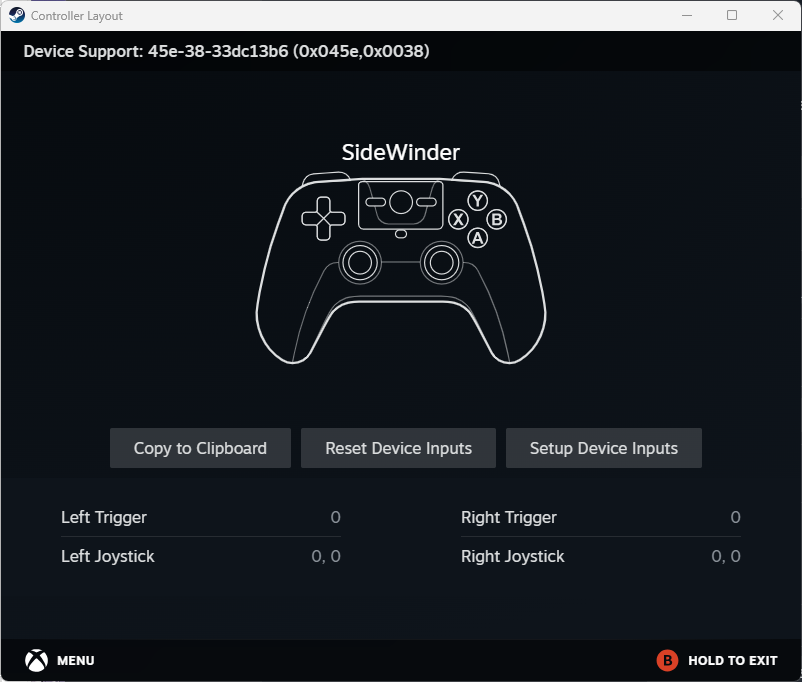 Controller Layout
Device Support: 45e-38-33dc13b6 (0x045e,0x0038)
SideWinder
Y
X B
A
Copy to Clipboard Reset Device Inputs Setup Device Inputs
Left Trigger 0 Right Trigger 0
Left Joystick 0, 0 Right Joystick 0, 0
MENU B HOLD TO EXIT